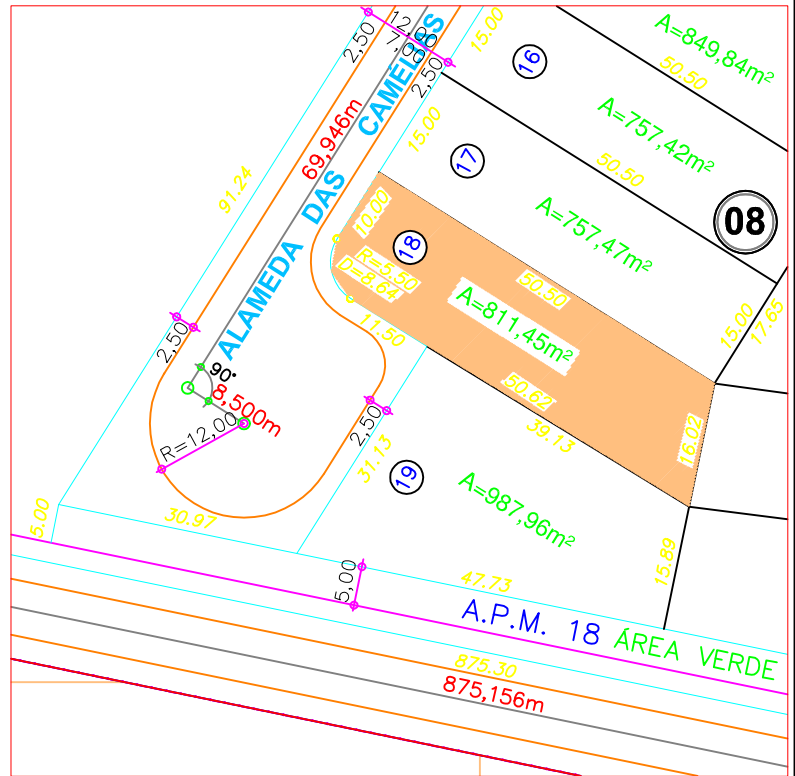 12,00
7,00
2,50
2,50
ALAMEDA DAS CAMÉLIAS
69,946m
91.24
15.00
16
A=849,84m²
50.50
A=757,42m²
15.00
17
50.50
A=757,47m²
08
10.00
18
R=5.50
D=8.64
50.50
A=811,45m²
15.00
17.65
11.50
50.67
39.13
16.02
2,50
90°
8,500m
R=12,00
2,50
31.13
19
A=987,96m²
15.89
5.00
30.97
5,00
47.73
A.P.M. 18 ÁREA VERDE
875.30
875,156m